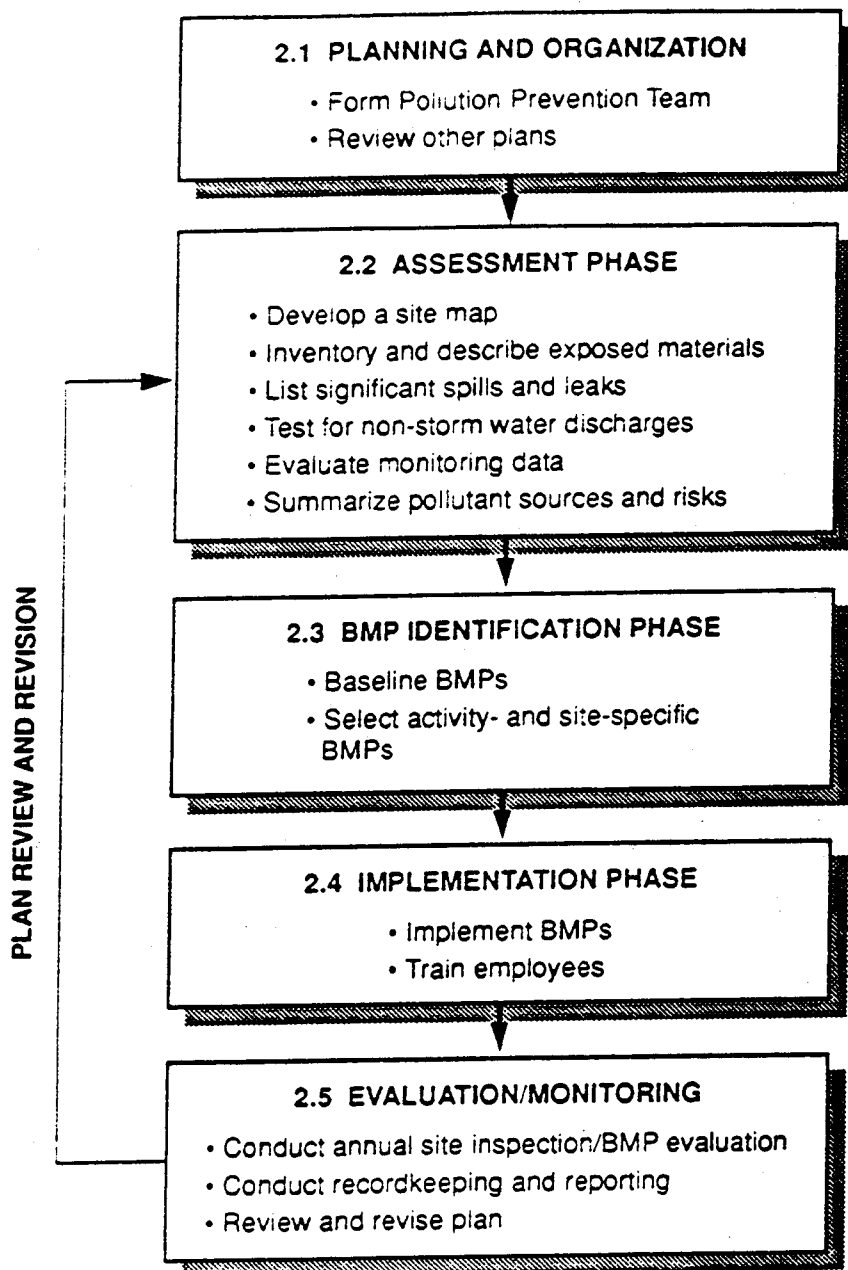 2.1 PLANNING AND ORGANIZATION
• Form Pollution Prevention Team
• Review other plans
2.2 ASSESSMENT PHASE
• Develop a site map
• Inventory and describe exposed materials
• List significant spills and leaks
• Test for non-storm water discharges
• Evaluate monitoring data
• Summarize pollutant sources and risks
2.3 BMP IDENTIFICATION PHASE
• Baseline BMPs
• Select activity- and site-specific
BMPs
2.4 IMPLEMENTATION PHASE
• Implement BMPs
• Train employees
2.5 EVALUATION/MONITORING
• Conduct annual site inspection/BMP evaluation
• Conduct recordkeeping and reporting
• Review and revise plan
PLAN REVIEW AND REVISION